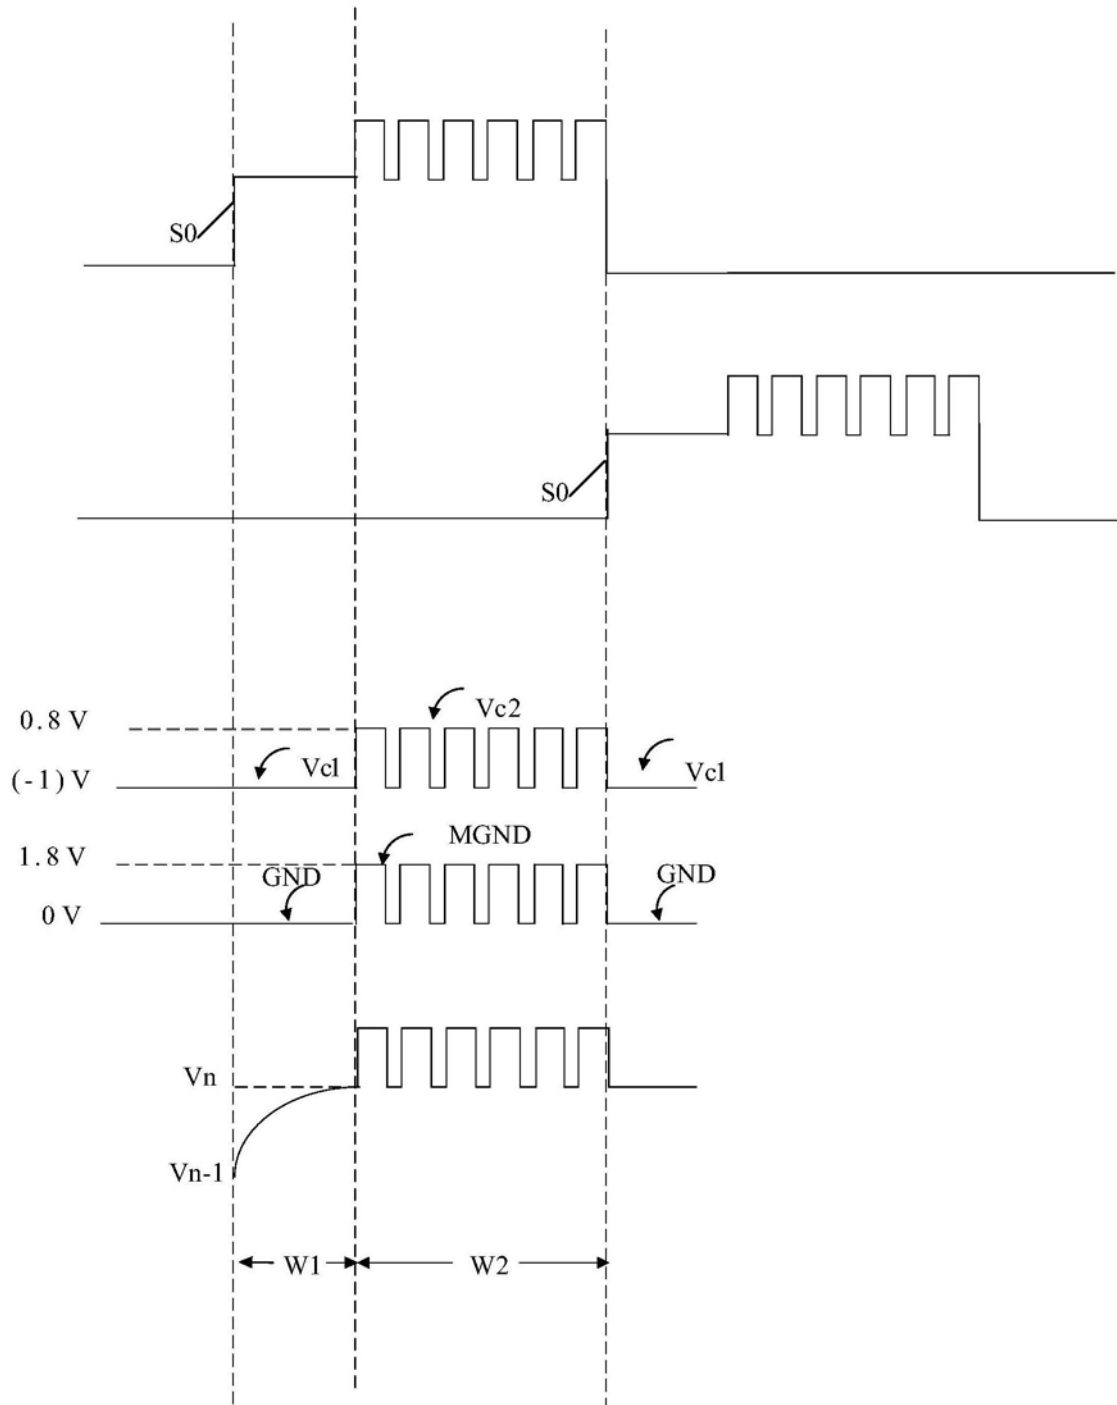 S0
S0
0.8 V
Vc2
Vcl
(-1) V
Vcl
MGND
1.8 V
GND
GND
0 V
Vn
Vn-1
W1
W2